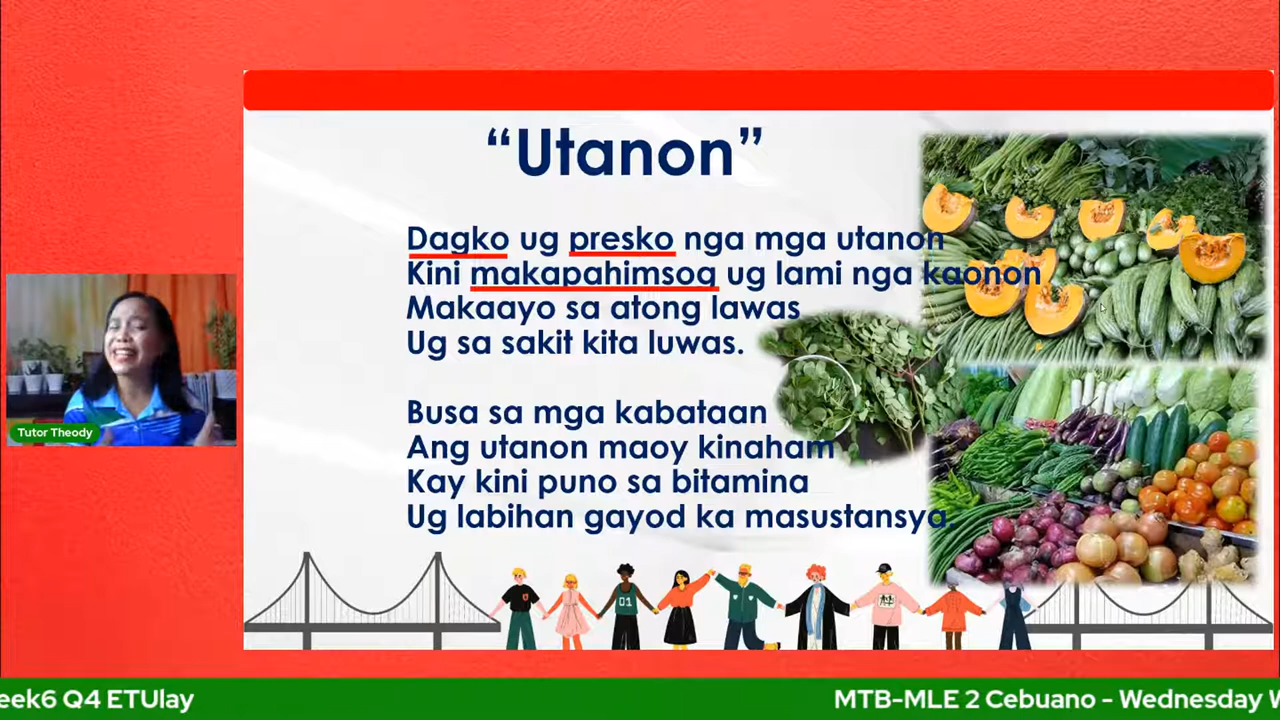 “Utanon”
Dagko ug presko nga mga utanon
Kini makapahimsog ug lami nga kaonon
Makaayo sa atong lawas
Ug sa sakit kita luwas.
Busa sa mga kabataan
Ang utanon maoy kinaham
Kay kini puno sa bitamina
Ug labihan gayod ka masustansya.
Tutor Theody
01
eek6 Q4 ETUlay
MTB-MLE 2 Cebuano - Wednesday W